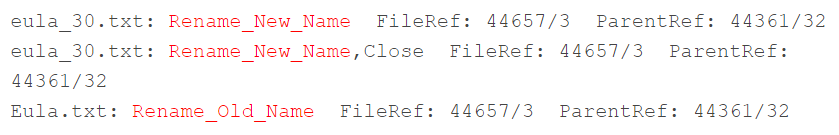 eula_30.txt: Rename_New_Name FileRef: 44657/3 ParentRef: 44361/32
eula_30.txt: Rename_New_Name,Close FileRef: 44657/3 ParentRef:
44361/32
Eula.txt: Rename_Old_Name FileRef: 44657/3 ParentRef: 44361/32